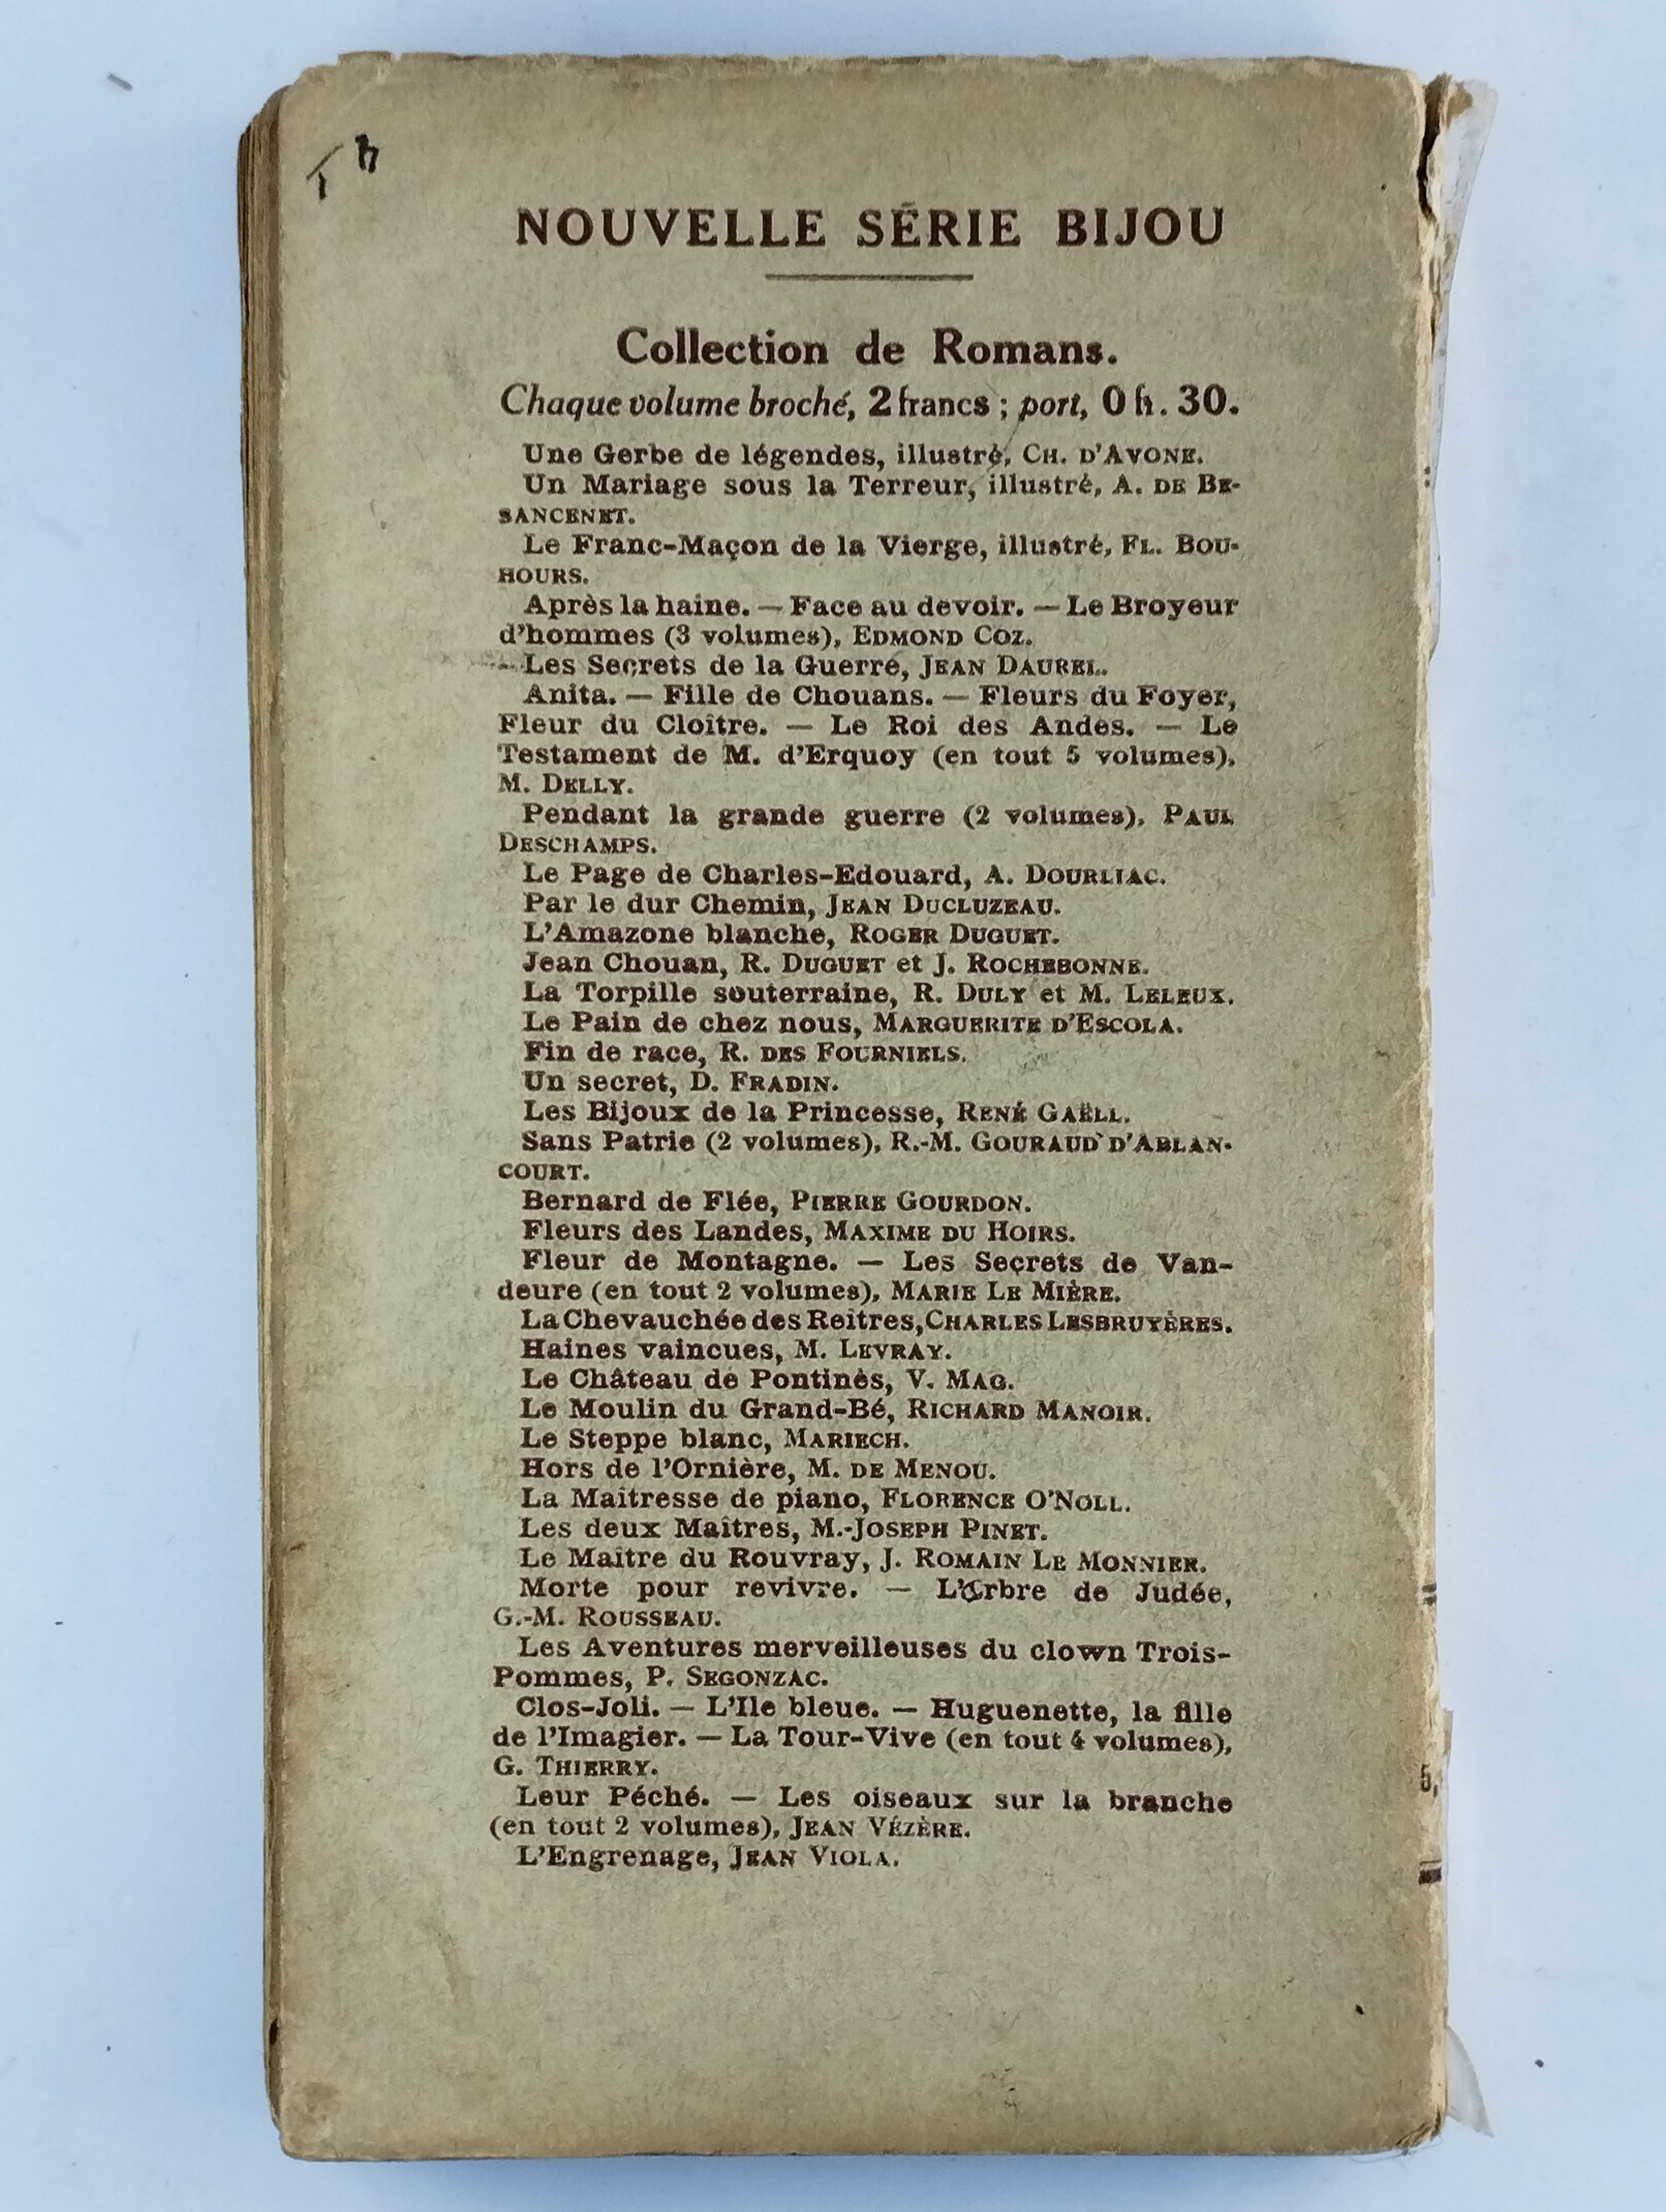 NOUVELLE SÉRIE BIJOU
Collection de Romans.
Chaque volume broché, 2 francs ; port, 0 fr. 30.
Une Gerbe de légendes, illustré, CH. D'AVONE.
Un Mariage sous la Terreur, illustré, A. DE BE-
SANCENET.
Le Franc-Maçon de la Vierge, illustré, FL. BOU-
HOURS.
Après la haine. — Face au devoir. — Le Broyeur
d'hommes (3 volumes), EDMOND COZ.
Les Secrets de la Guerre, JEAN DAUREL.
Anita. — Fille de Chouans. — Fleurs du Foyer,
Fleur du Cloître. — Le Roi des Andes. — Le
Testament de M. d'Erquoy (en tout 5 volumes),
M. DELLY.
Pendant la grande guerre (2 volumes), PAUL
DESCHAMPS.
Le Page de Charles-Edouard, A. DOURLIAC.
Par le dur Chemin, JEAN DUCLUZEAU.
L'Amazone blanche, ROGER DUGUET.
Jean Chouan, R. DUGUET et J. ROCHEBONNE.
La Torpille souterraine, R. DULY et M. LELEUX.
Le Pain de chez nous, MARGUERITE D'ESCOLA.
Fin de race, R. DES FOURNIELS.
Un secret, D. FRADIN.
Les Bijoux de la Princesse, RENÉ GAËLL.
Sans Patrie (2 volumes), R.-M. GOURAUD D'ABLAN-
COURT.
Bernard de Flée, PIERRE GOURDON.
Fleurs des Landes, MAXIME DU HOIRS.
Fleur de Montagne. — Les Secrets de Van-
deure (en tout 2 volumes), MARIE LE MIÈRE.
La Chevauchée des Reîtres, CHARLES LESBRUYÈRES.
Haines vaincues, M. LEVRAY.
Le Château de Pontinès, V. MAG.
Le Moulin du Grand-Bé, RICHARD MANOIR.
Le Steppe blanc, MARIECH.
Hors de l'Ornière, M. DE MENOU.
La Maîtresse de piano, FLORENCE O'NOLL.
Les deux Maîtres, M.-JOSEPH PINET.
Le Maître du Rouvray, J. ROMAIN LE MONNIER.
Morte pour revivre. — L'Arbre de Judée,
G.-M. ROUSSEAU.
Les Aventures merveilleuses du clown Trois-
Pommes, P. SEGONZAC.
Clos-Joli. — L'Ile bleue. — Huguenette, la fille
de l'Imagier. — La Tour-Vive (en tout 4 volumes),
G. THIERRY.
Leur Péché. — Les oiseaux sur la branche
(en tout 2 volumes), JEAN VÉZÈRE.
L'Engrenage, JEAN VIOLA.